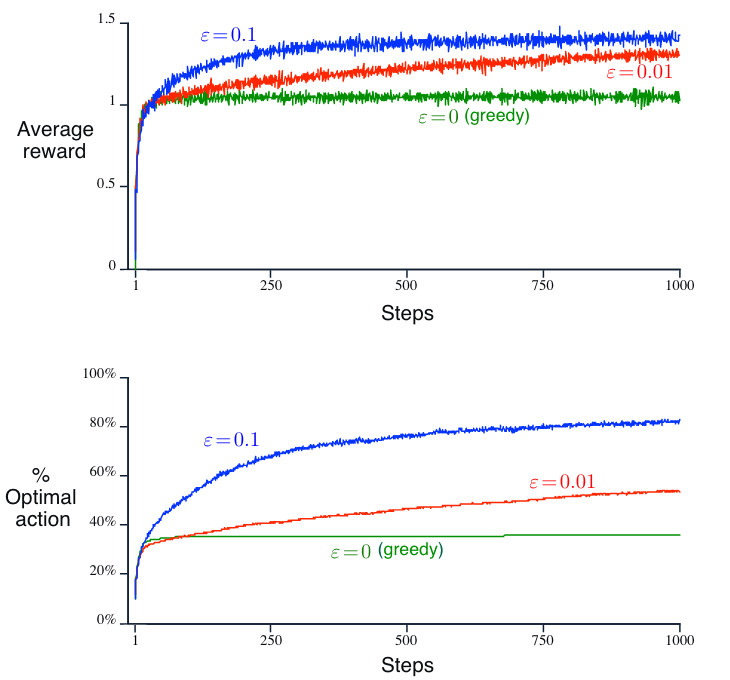 1.5
ε=0.1
ε=0.01
1
Average
reward
ε=0 (greedy)
0.5
0
1
250
500
750
1000
Steps
100%
80%
ε=0.1
%
Optimal
action
60%
ε=0.01
40%
ε=0 (greedy)
20%
0%
1
250
500
750
1000
Steps